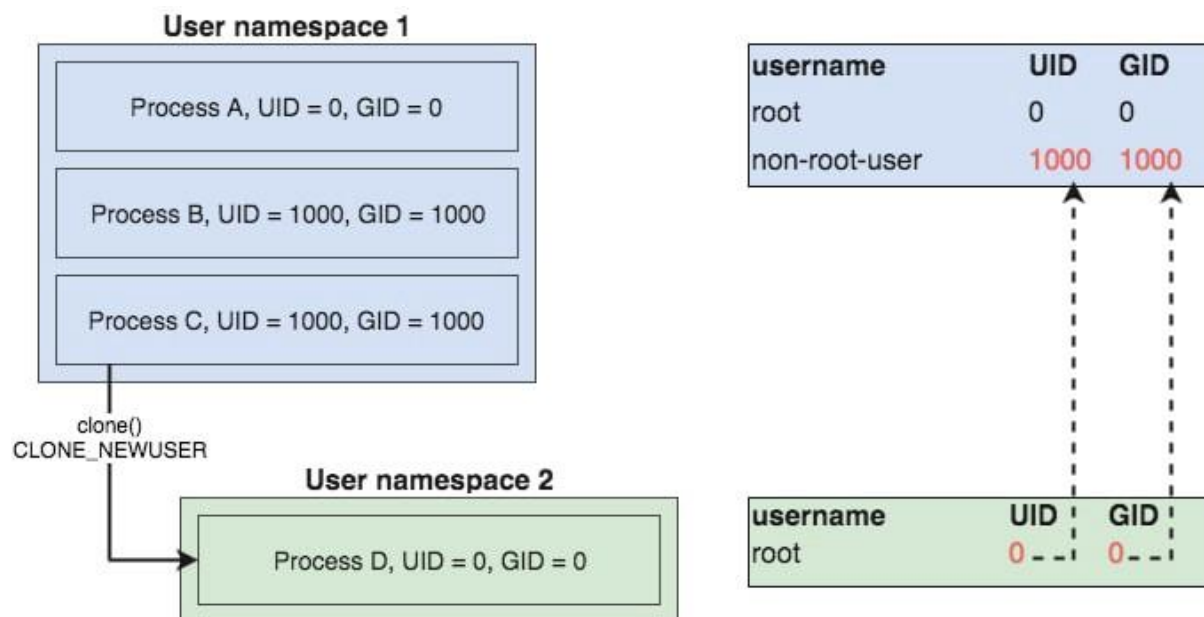 User namespace 1
Process A, UID = 0, GID = 0
Process B, UID = 1000, GID = 1000
Process C, UID = 1000, GID = 1000
clone()
CLONE_NEWUSER
User namespace 2
Process D, UID = 0, GID = 0
username UID GID
root 0 0
non-root-user 1000 1000
username UID GID
root 0 0